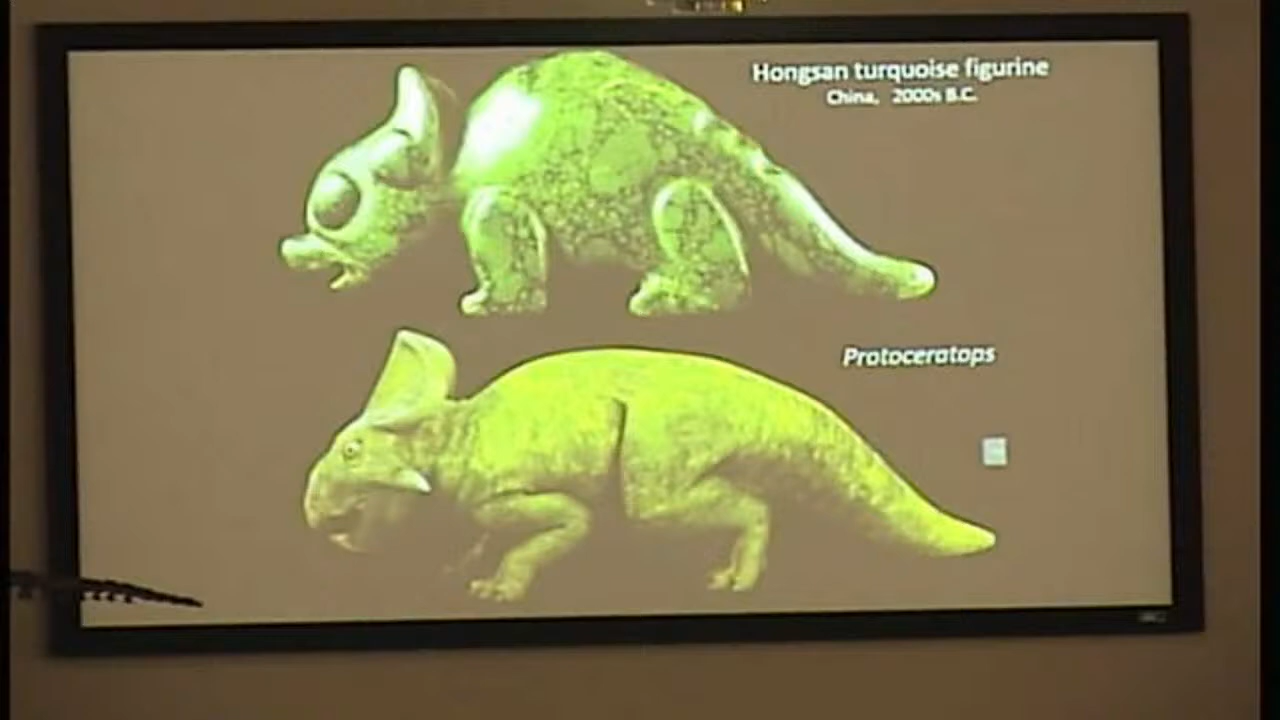 Hongsan turquoise figurine
China, 2000s B.C.
Protoceratops